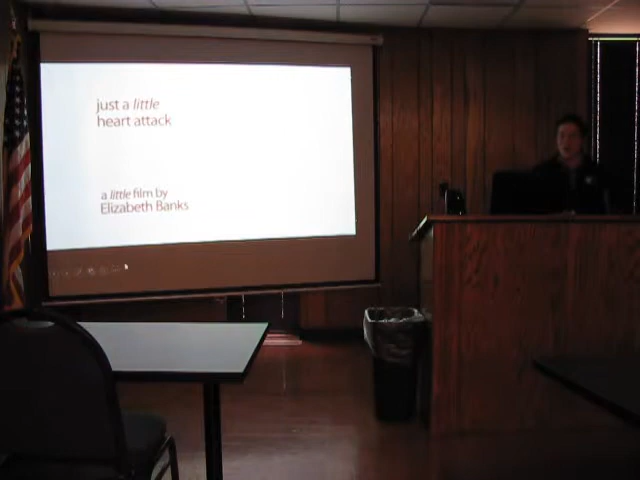 just a little
heart attack
a little film by
Elizabeth Banks